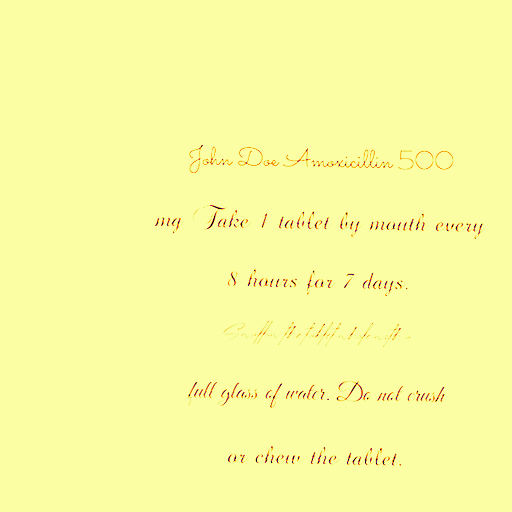 John Doe Amoxicillin 500
mg Take 1 tablet by mouth every
8 hours for 7 days.
full glass of water. Do not crush
or chew the tablet.